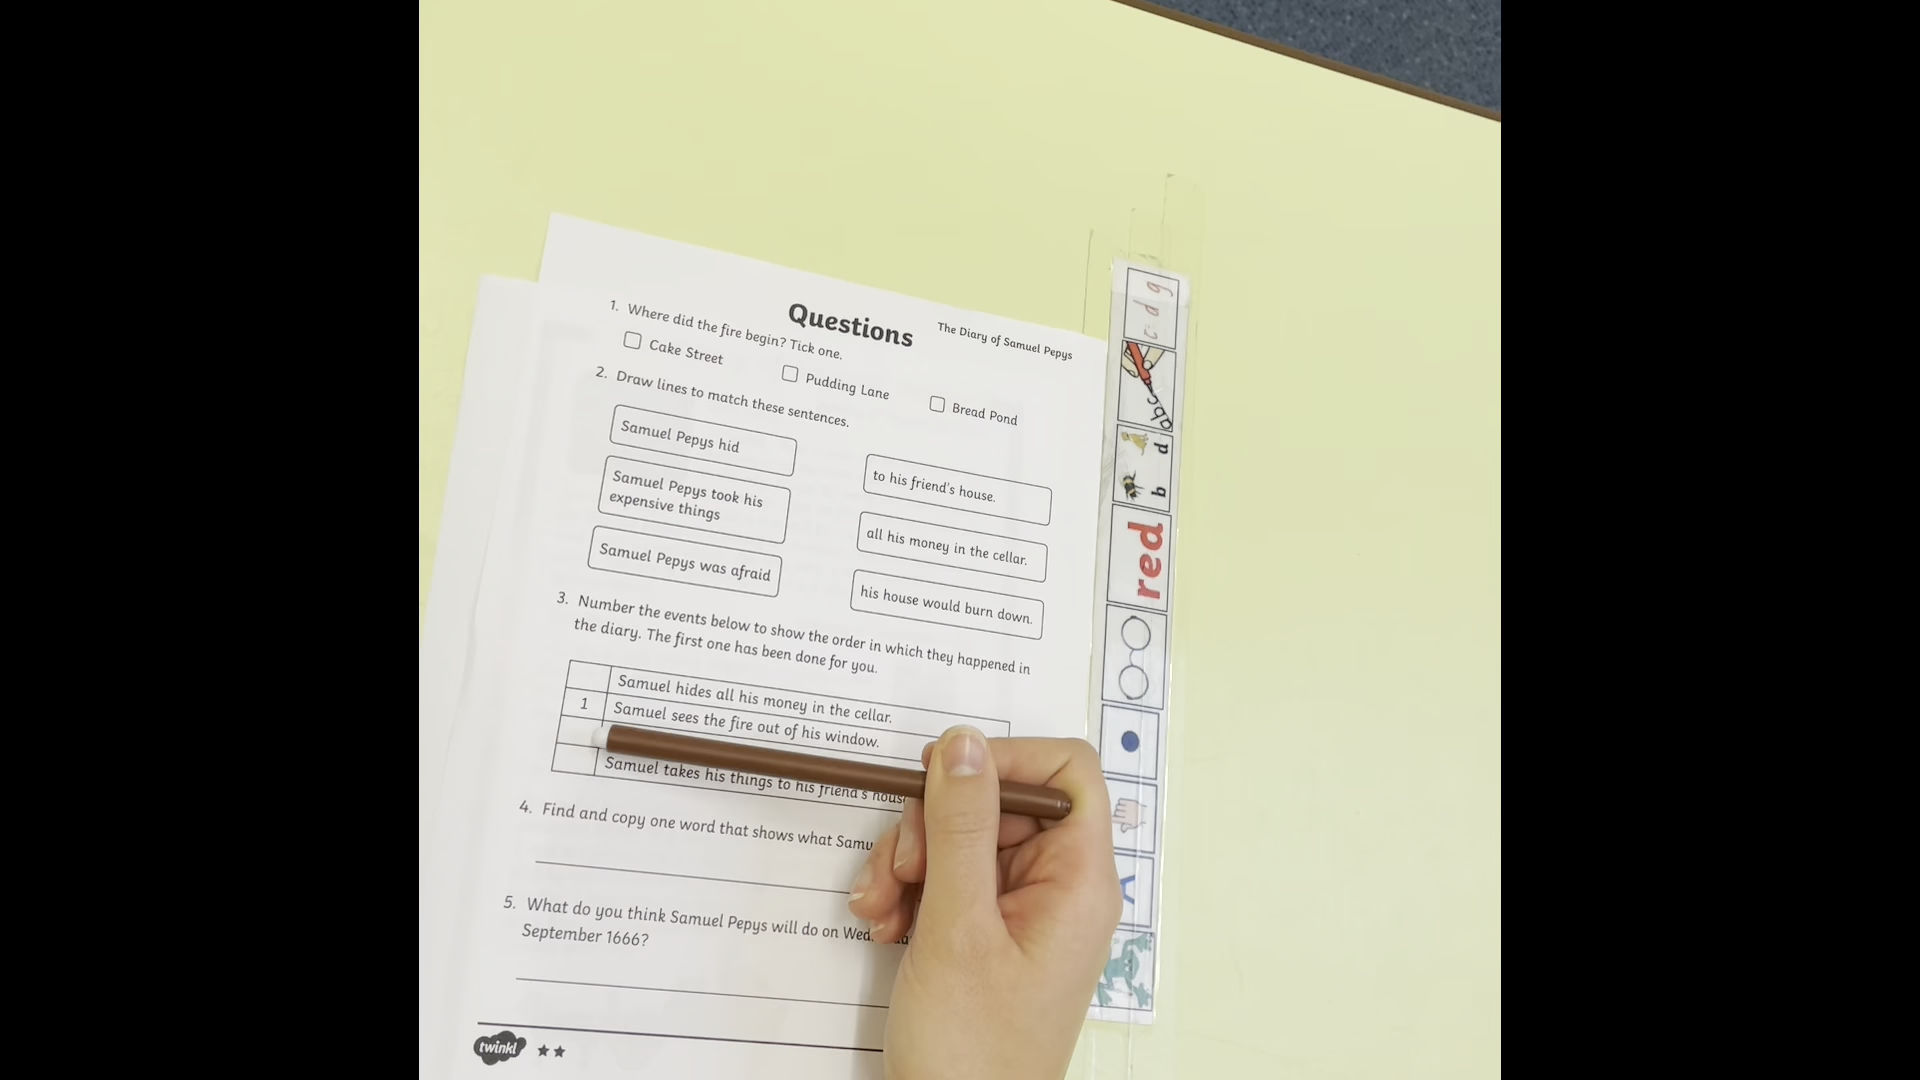 The Diary of Samuel Pepys
Questions
1. Where did the fire begin? Tick one.
Cake Street
Pudding Lane
Bread Pond
2. Draw lines to match these sentences.
Samuel Pepys hid
Samuel Pepys took his
expensive things
Samuel Pepys was afraid
to his friend's house.
all his money in the cellar.
his house would burn down.
3. Number the events below to show the order in which they happened in
the diary. The first one has been done for you.
Samuel hides all his money in the cellar.
1 Samuel sees the fire out of his window.
Samuel takes his things to his friend's
4. Find and copy one word that shows what
5. What do you think Samuel Pepys will do on
September 1666?
twinkl
c d g
abc
b d
red
A